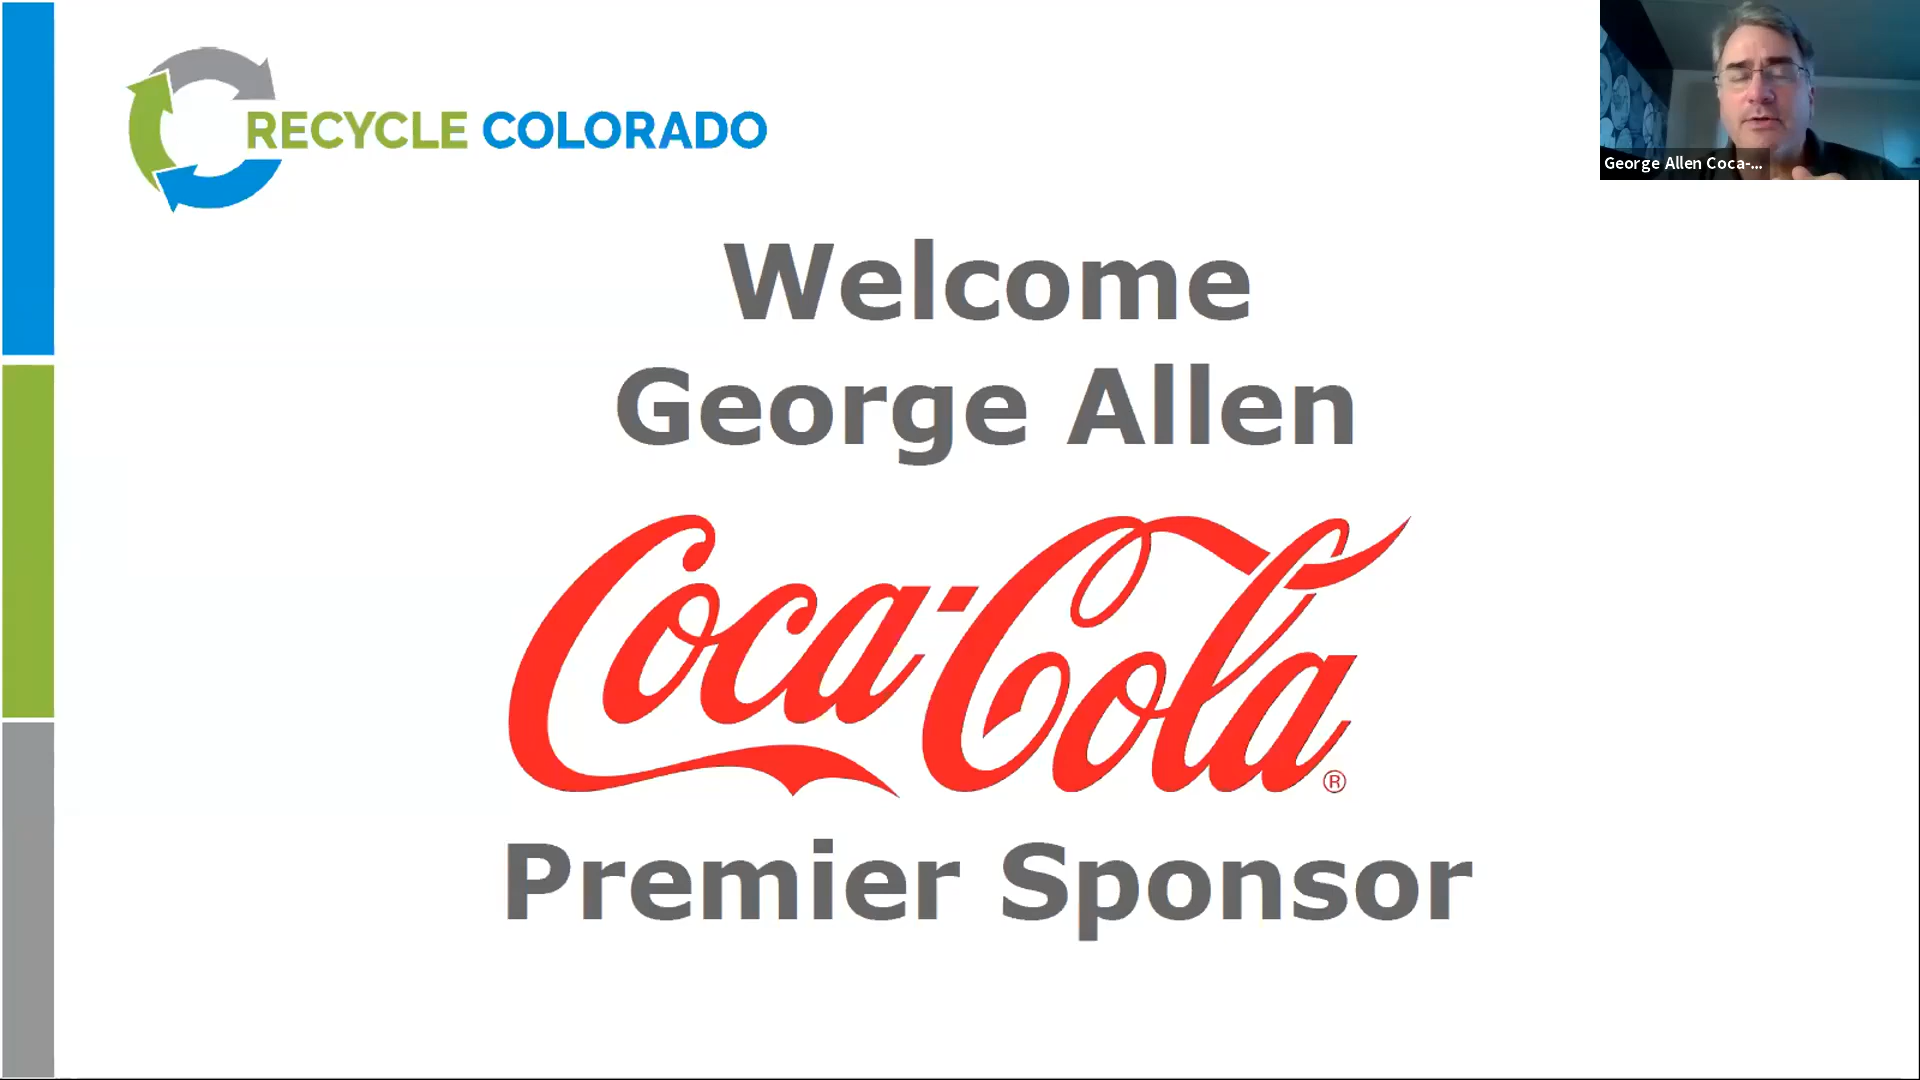 RECYCLE COLORADO
George Allen Coca-...
Welcome
George Allen
Coca-Cola
®
Premier Sponsor